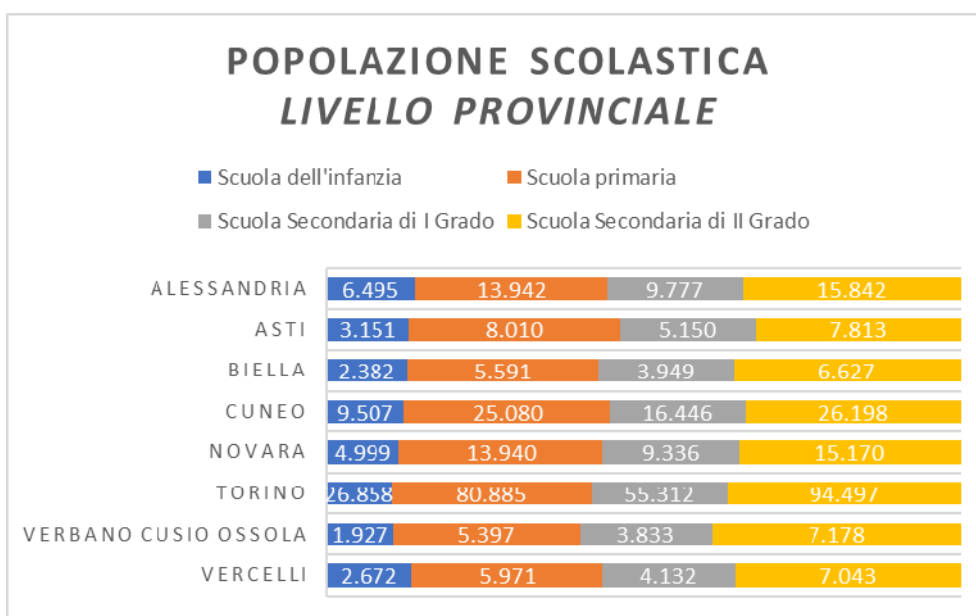 POPOLAZIONE SCOLASTICA
LIVELLO PROVINCIALE
Scuola dell'infanzia Scuola primaria
Scuola Secondaria di I Grado Scuola Secondaria di II Grado
ALESSANDRIA 6.495 13.942 9.777 15.842
ASTI 3.151 8.010 5.150 7.813
BIELLA 2.382 5.591 3.949 6.627
CUNEO 9.507 25.080 16.446 26.198
NOVARA 4.999 13.940 9.336 15.170
TORINO 26.858 80.885 55.312 94.497
VERBANO CUSIO OSSOLA 1.927 5.397 3.833 7.178
VERCELLI 2.672 5.971 4.132 7.043